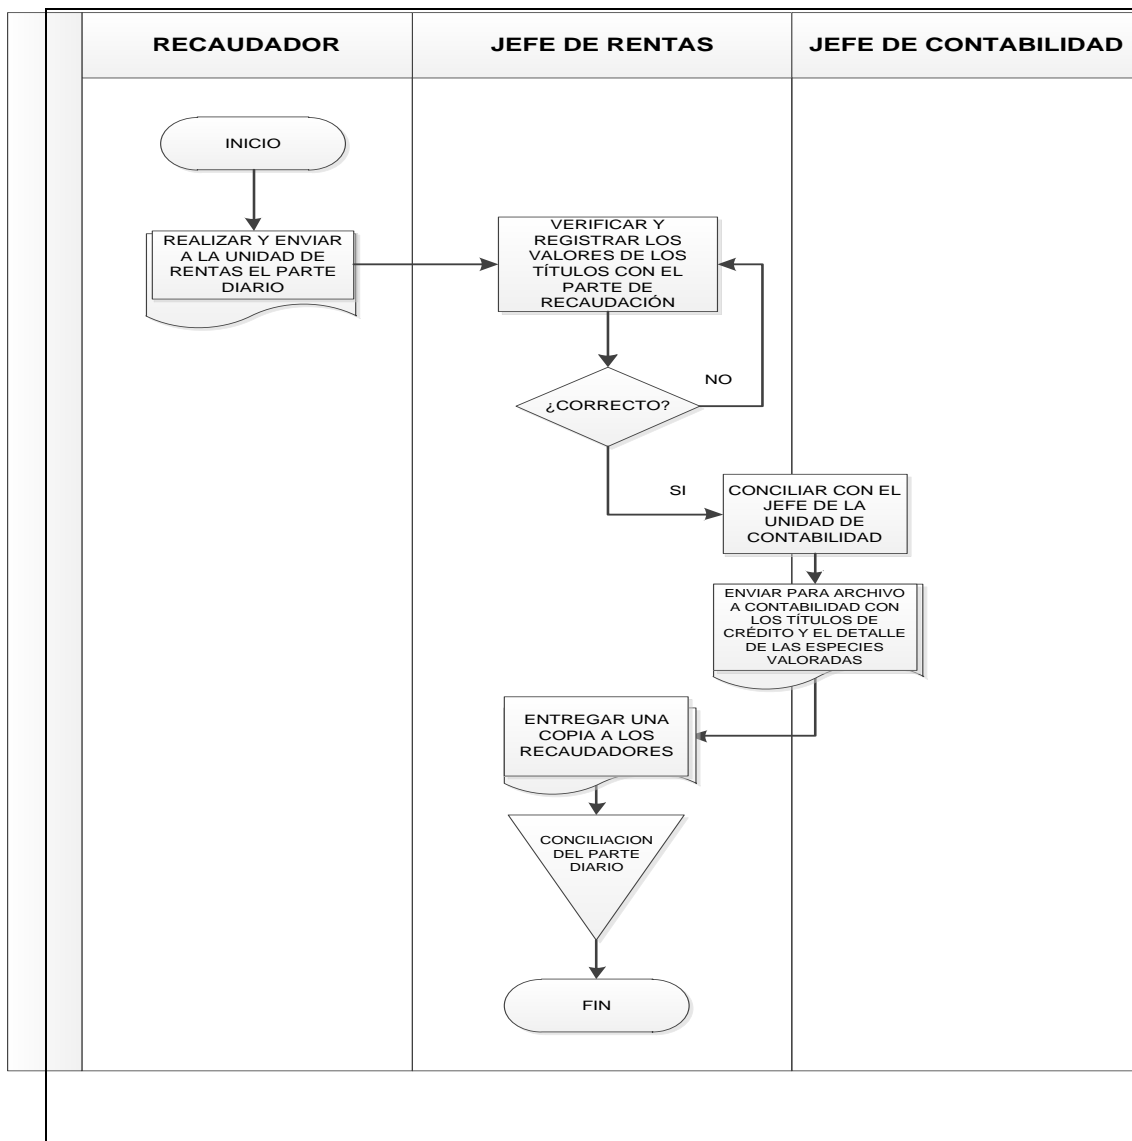 RECAUDADOR
JEFE DE RENTAS
JEFE DE CONTABILIDAD
INICIO
REALIZAR Y ENVIAR
A LA UNIDAD DE
RENTAS EL PARTE
DIARIO
VERIFICAR Y
REGISTRAR LOS
VALORES DE LOS
TÍTULOS CON EL
PARTE DE
RECAUDACIÓN
¿CORRECTO?
NO
SI
CONCILIAR CON EL
JEFE DE LA
UNIDAD DE
CONTABILIDAD
ENVIAR PARA ARCHIVO
A CONTABILIDAD CON
LOS TÍTULOS DE
CRÉDITO Y EL DETALLE
DE LAS ESPECIES
VALORADAS
ENTREGAR UNA
COPIA A LOS
RECAUDADORES
CONCILIACION
DEL PARTE
DIARIO
FIN